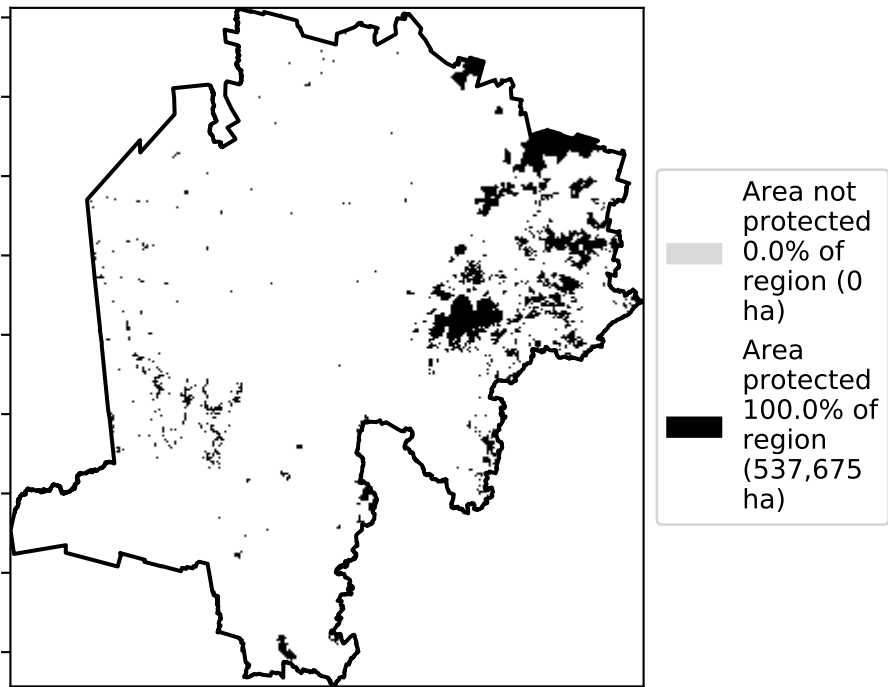 Area not
protected
0.0% of
region (0
ha)
Area
protected
100.0% of
region
(537,675
ha)